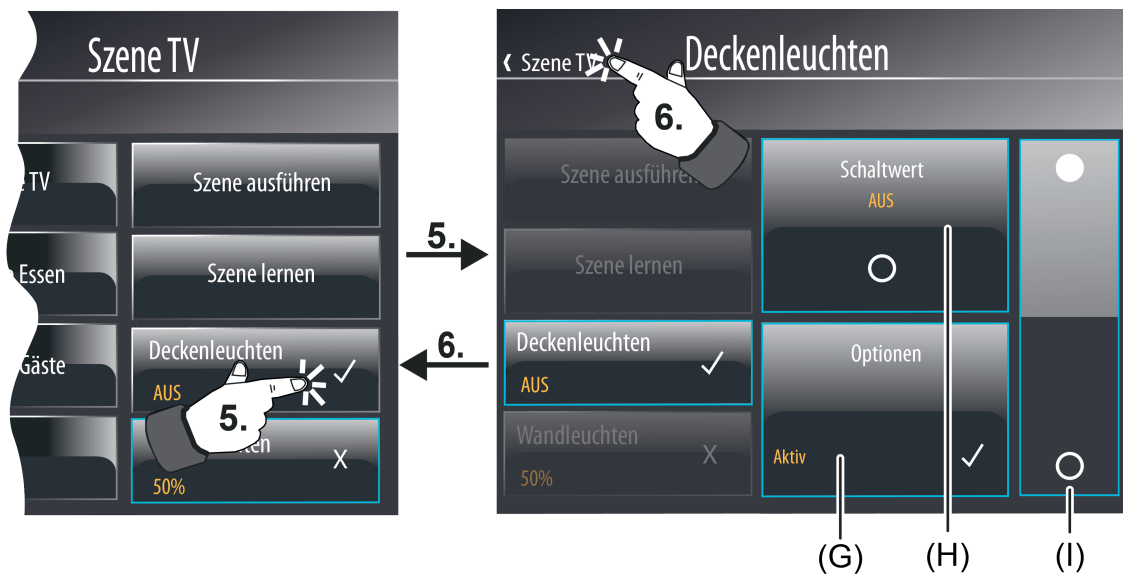 Szene TV
TV
Szene ausführen
Essen
Szene lernen
Gäste
Deckenleuchten
AUS
5.
50%
X
5.
6.
‹ Szene TV
Deckenleuchten
6.
Szene ausführen
Szene lernen
Deckenleuchten
AUS
Wandleuchten
50%
X
Schaltwert
AUS
Optionen
Aktiv
(G)
(H)
(I)